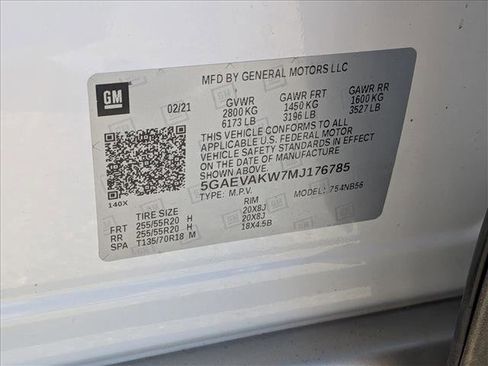 GM
MFD BY GENERAL MOTORS LLC
02/21 GVWR GAWR FRT GAWR RR
2800 KG 1450 KG 1600 KG
6173 LB 3196 LB 3527 LB
THIS VEHICLE CONFORMS TO ALL
APPLICABLE U.S. FEDERAL MOTOR
VEHICLE SAFETY STANDARDS IN EFFECT
ON THE DATE OF MANUFACTURE SHOWN ABOVE.
5GAEVAKW7MJ176785
TYPE: M.P.V. MODEL: 754NB56
140X
TIRE SIZE RIM
FRT 255/55R20 H 20X8J
RR 255/55R20 H 20X8J
SPA T135/70R18 M 18X4.5B